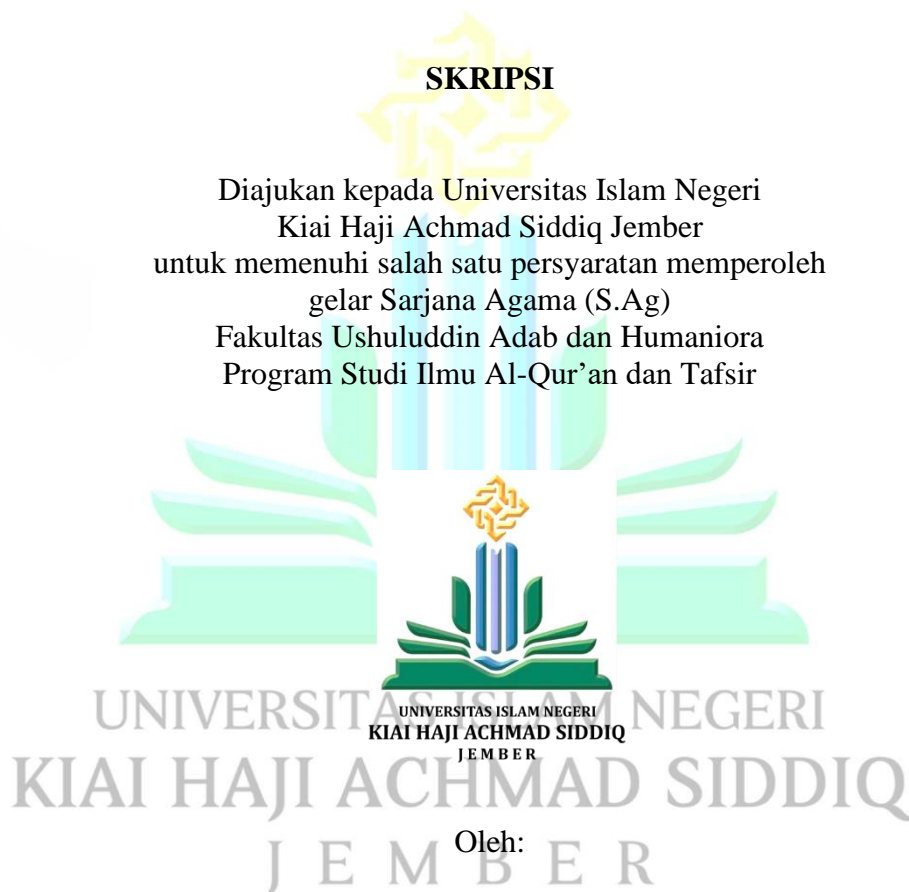 SKRIPSI
Diajukan kepada Universitas Islam Negeri
Kiai Haji Achmad Siddiq Jember
untuk memenuhi salah satu persyaratan memperoleh
gelar Sarjana Agama (S.Ag)
Fakultas Ushuluddin Adab dan Humaniora
Program Studi Ilmu Al-Qur’an dan Tafsir
UNIVERSITAS ISLAM NEGERI
KIAI HAJI ACHMAD SIDDIQ
JEMBER
UNIVERSITAS ISLAM NEGERI
KIAI HAJI ACHMAD SIDDIQ
JEMBER
Oleh: